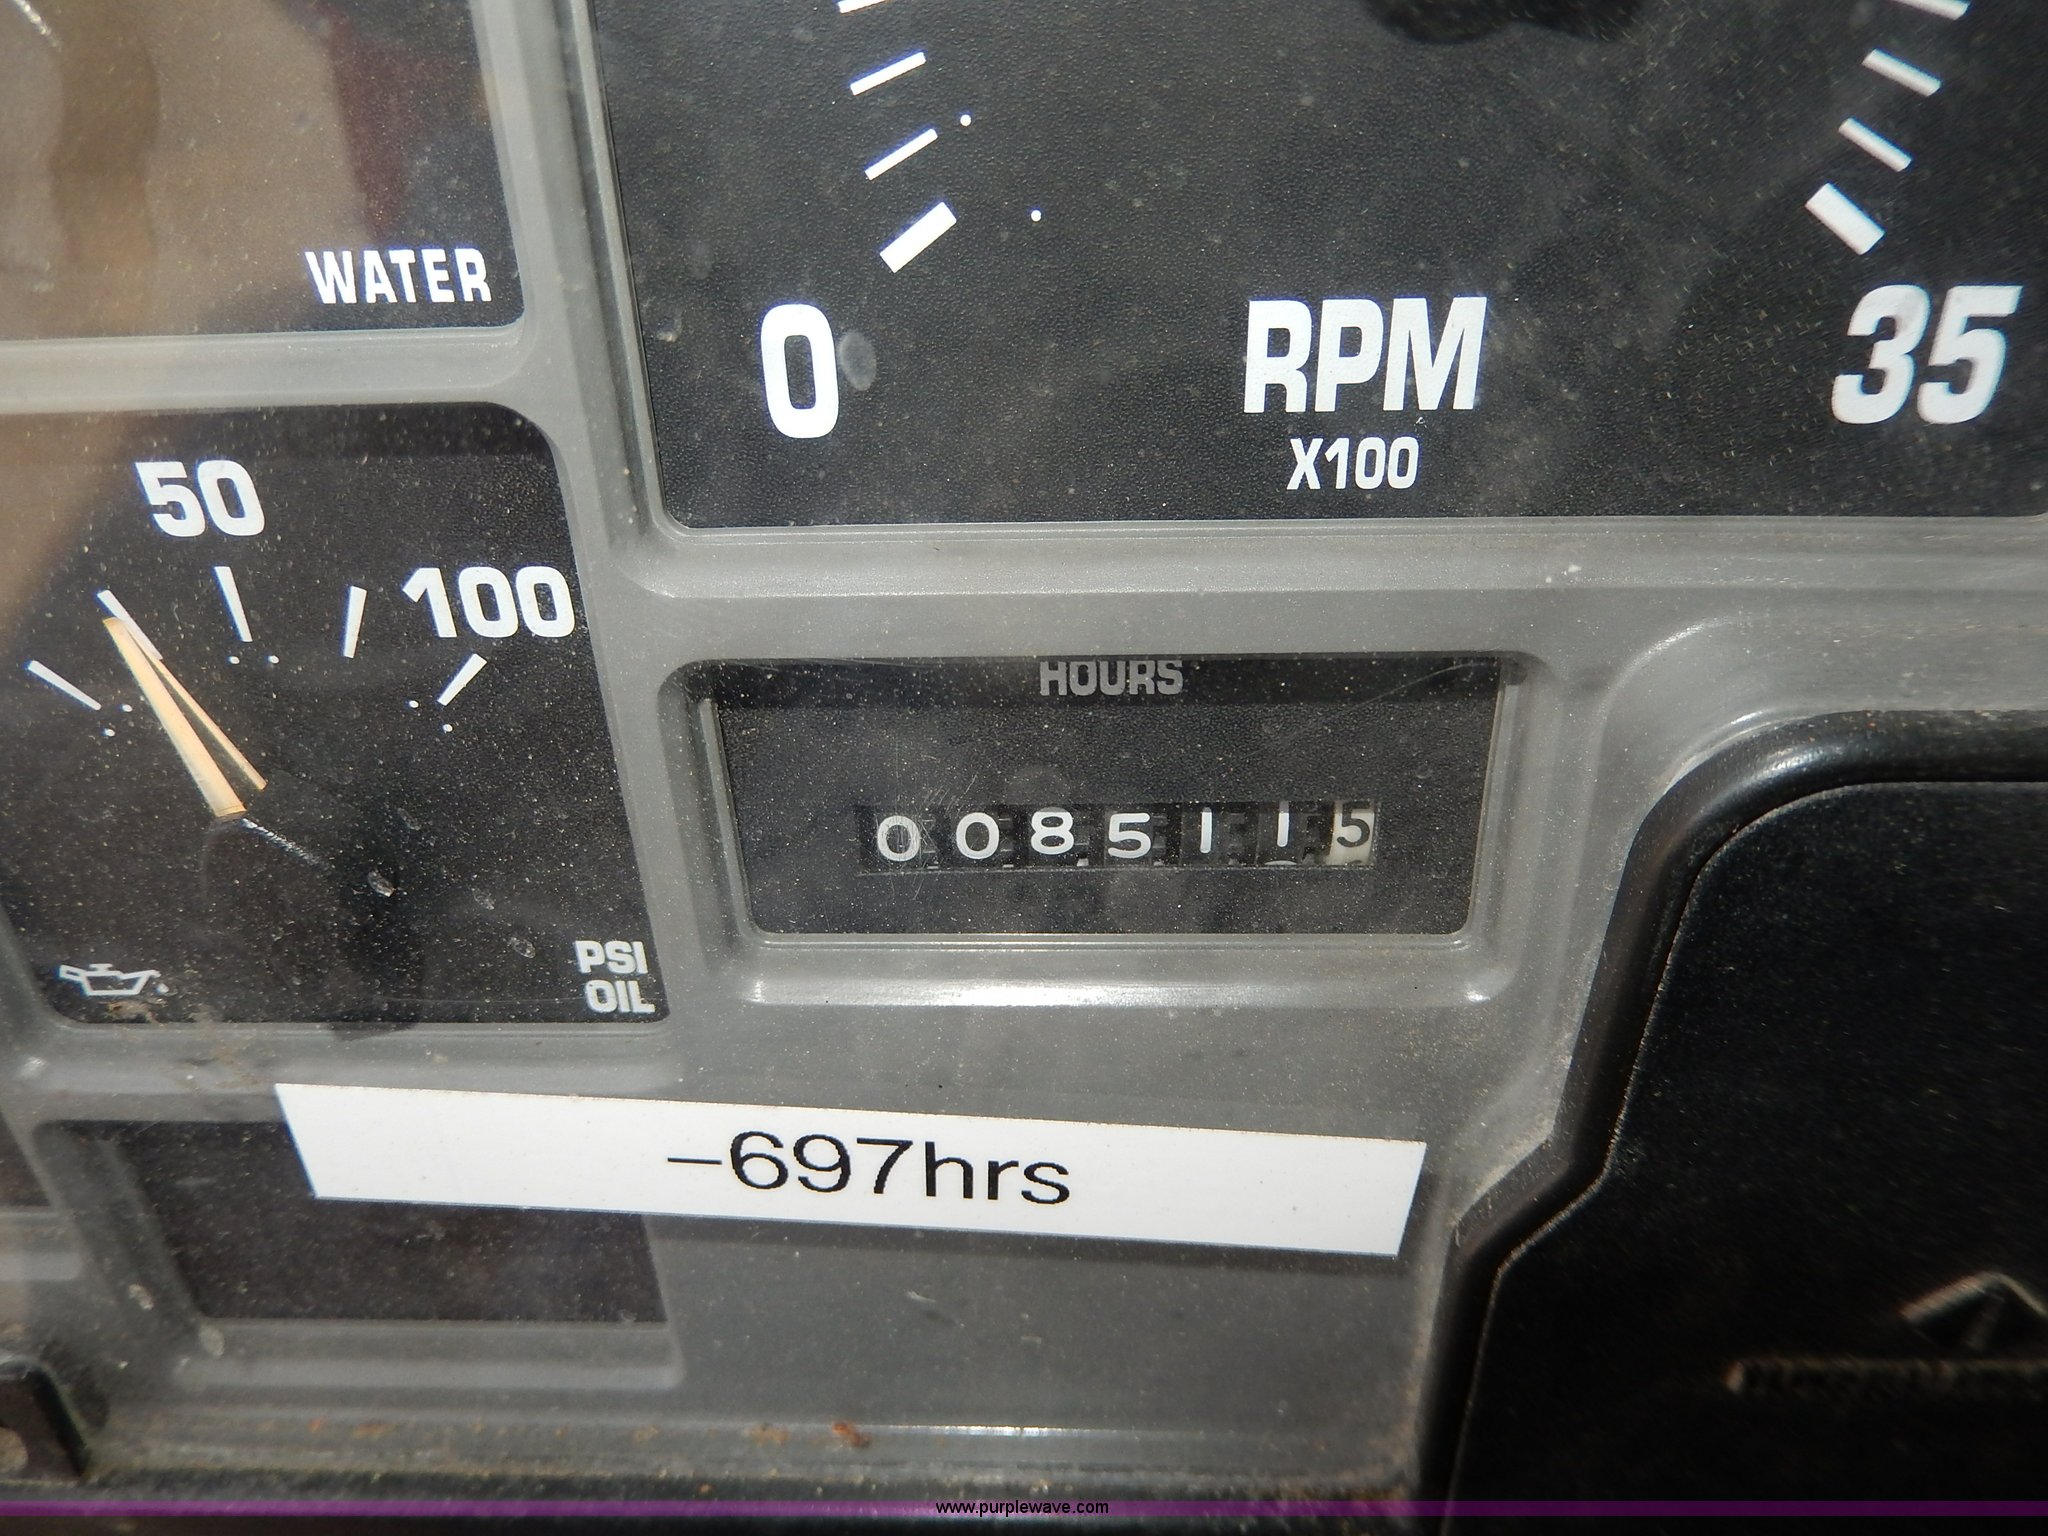 WATER
0
RPM
X100
35
50
100
PSI
OIL
HOURS
0085115
-697hrs
www.purplewave.com